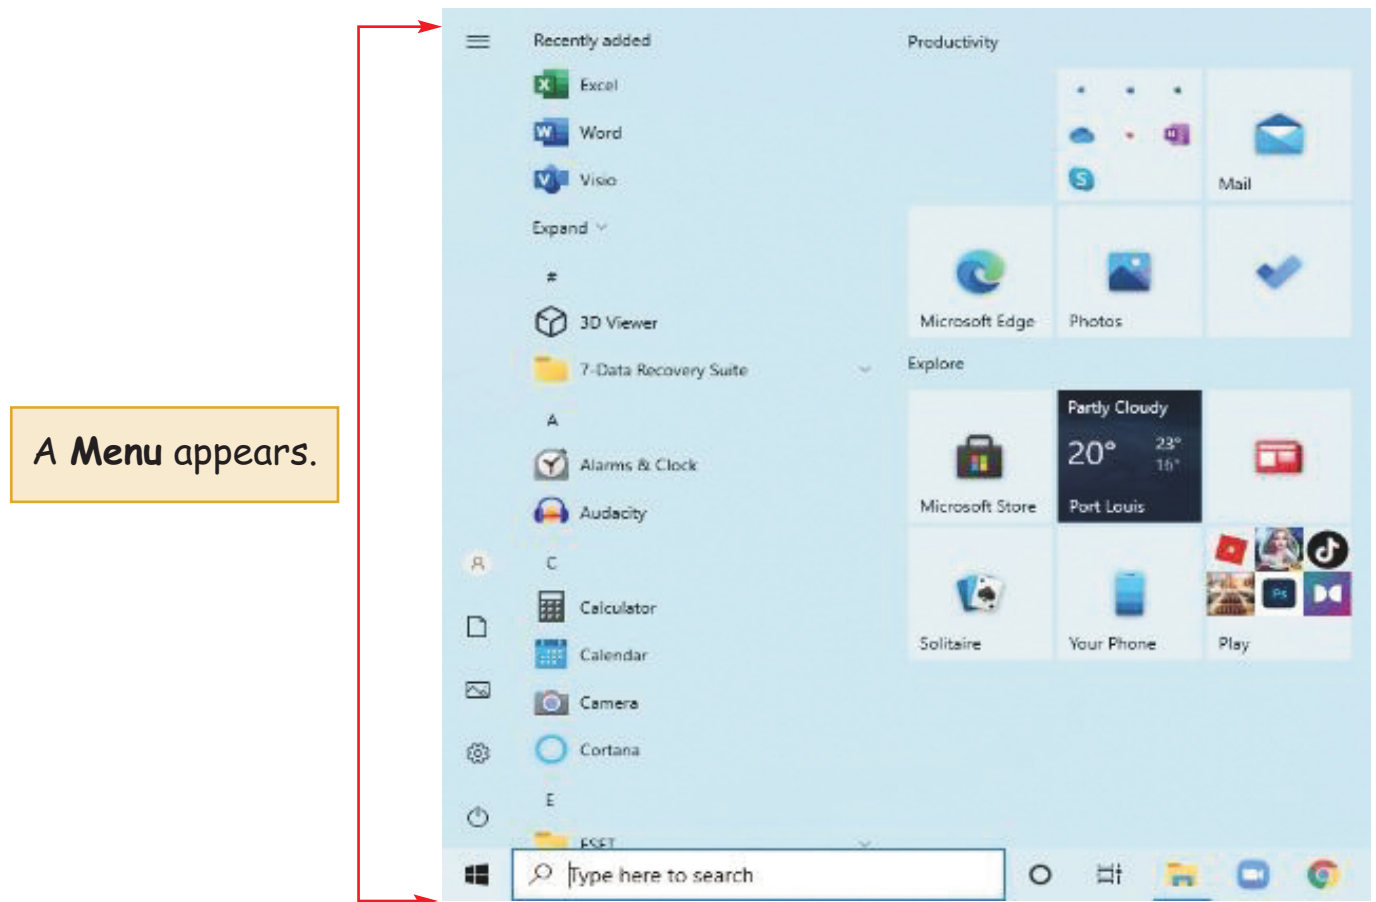 A Menu appears.
Recently added
Excel
Word
Visio
Expand
#
3D Viewer
7-Data Recovery Suite
A
Alarms & Clock
Audacity
C
Calculator
Calendar
Camera
Cortana
E
ESET
Productivity
Mail
Microsoft Edge
Photos
Explore
Microsoft Store
Partly Cloudy
20° 23°
16°
Port Louis
Solitaire
Your Phone
Ps
Play
Type here to search